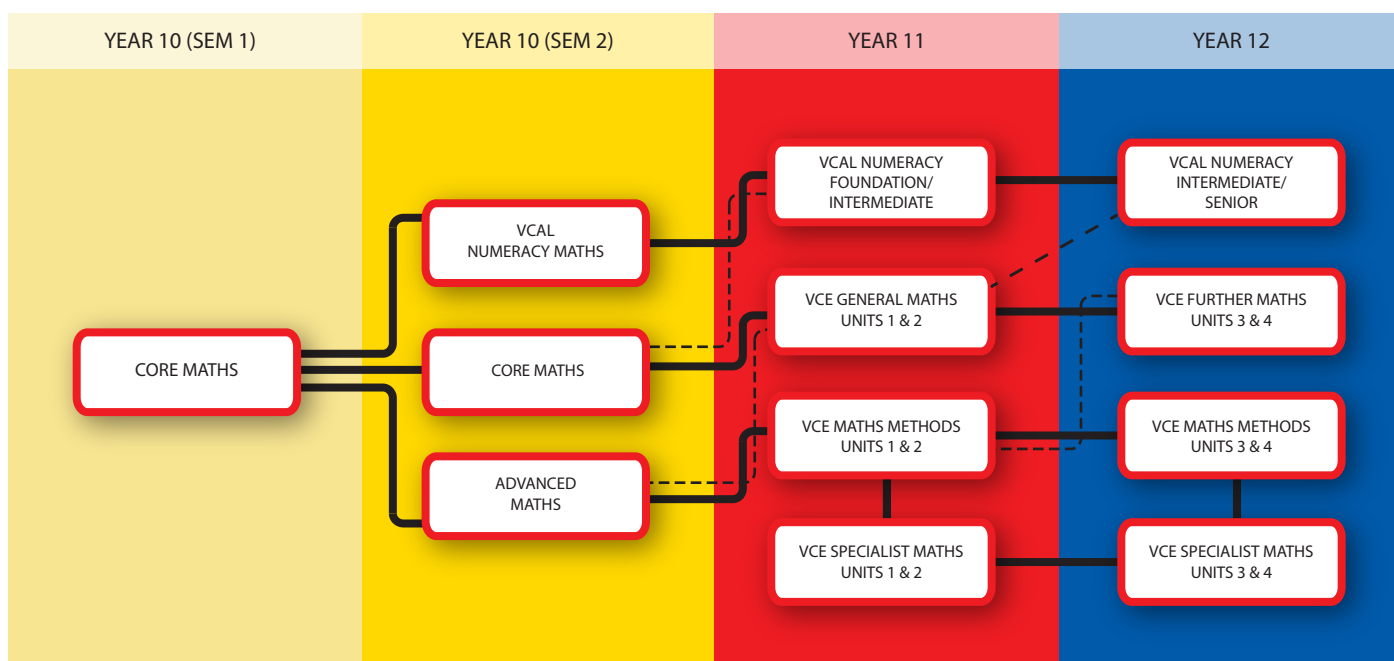 YEAR 10 (SEM 1)
YEAR 10 (SEM 2)
YEAR 11
YEAR 12
CORE MATHS
VCAL
NUMERACY MATHS
CORE MATHS
ADVANCED
MATHS
VCAL NUMERACY
FOUNDATION/
INTERMEDIATE
VCE GENERAL MATHS
UNITS 1 & 2
VCE MATHS METHODS
UNITS 1 & 2
VCE SPECIALIST MATHS
UNITS 1 & 2
VCAL NUMERACY
INTERMEDIATE/
SENIOR
VCE FURTHER MATHS
UNITS 3 & 4
VCE MATHS METHODS
UNITS 3 & 4
VCE SPECIALIST MATHS
UNITS 3 & 4